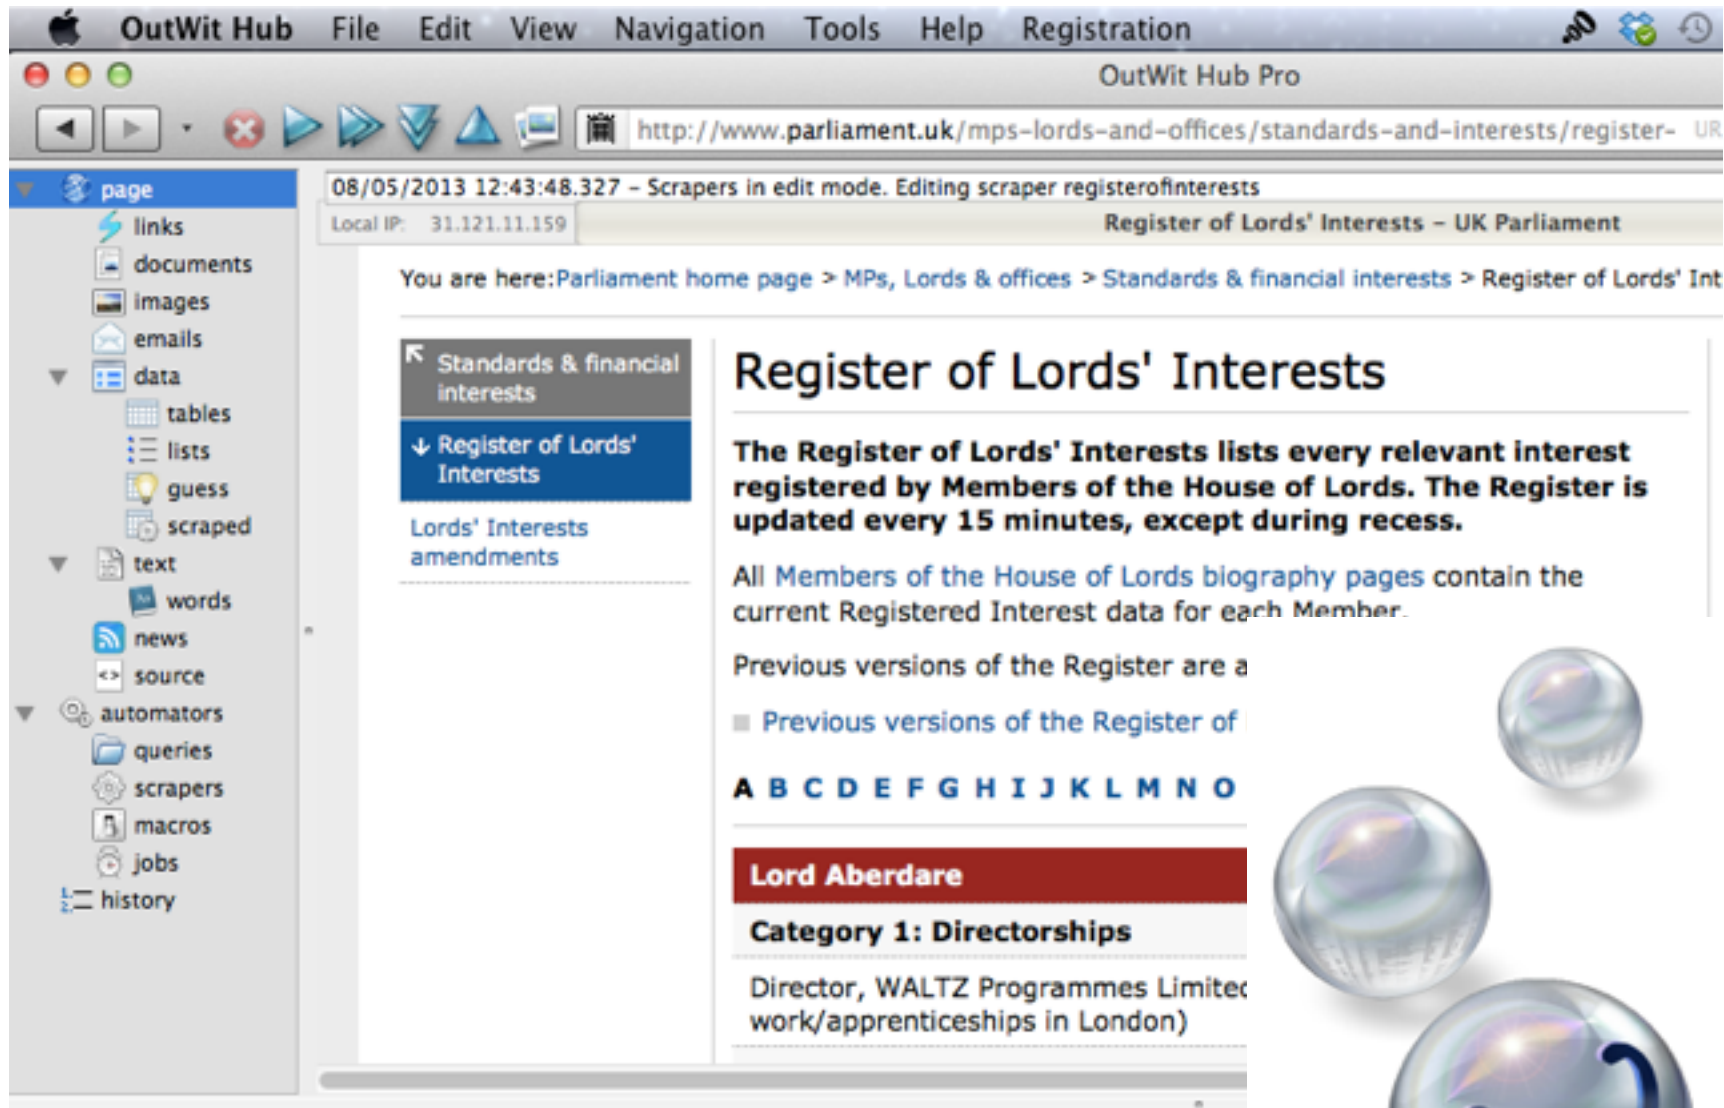 OutWit Hub File Edit View Navigation Tools Help Registration
OutWit Hub Pro
http://www.parliament.uk/mps-lords-and-offices/standards-and-interests/register- UR
page
links
documents
images
emails
data
tables
lists
guess
scraped
text
words
news
source
automators
queries
scrapers
macros
jobs
history
08/05/2013 12:43:48.327 – Scrapers in edit mode. Editing scraper registerofinterests
Local IP: 31.121.11.159
Register of Lords' Interests – UK Parliament
You are here:Parliament home page > MPs, Lords & offices > Standards & financial interests > Register of Lords' Int
Standards & financial
interests
Register of Lords'
Interests
Lords' Interests
amendments
Register of Lords' Interests
The Register of Lords' Interests lists every relevant interest
registered by Members of the House of Lords. The Register is
updated every 15 minutes, except during recess.
All Members of the House of Lords biography pages contain the
current Registered Interest data for each Member.
Previous versions of the Register are a
Previous versions of the Register of
A B C D E F G H I J K L M N O
Lord Aberdare
Category 1: Directorships
Director, WALTZ Programmes Limited
work/apprenticeships in London)